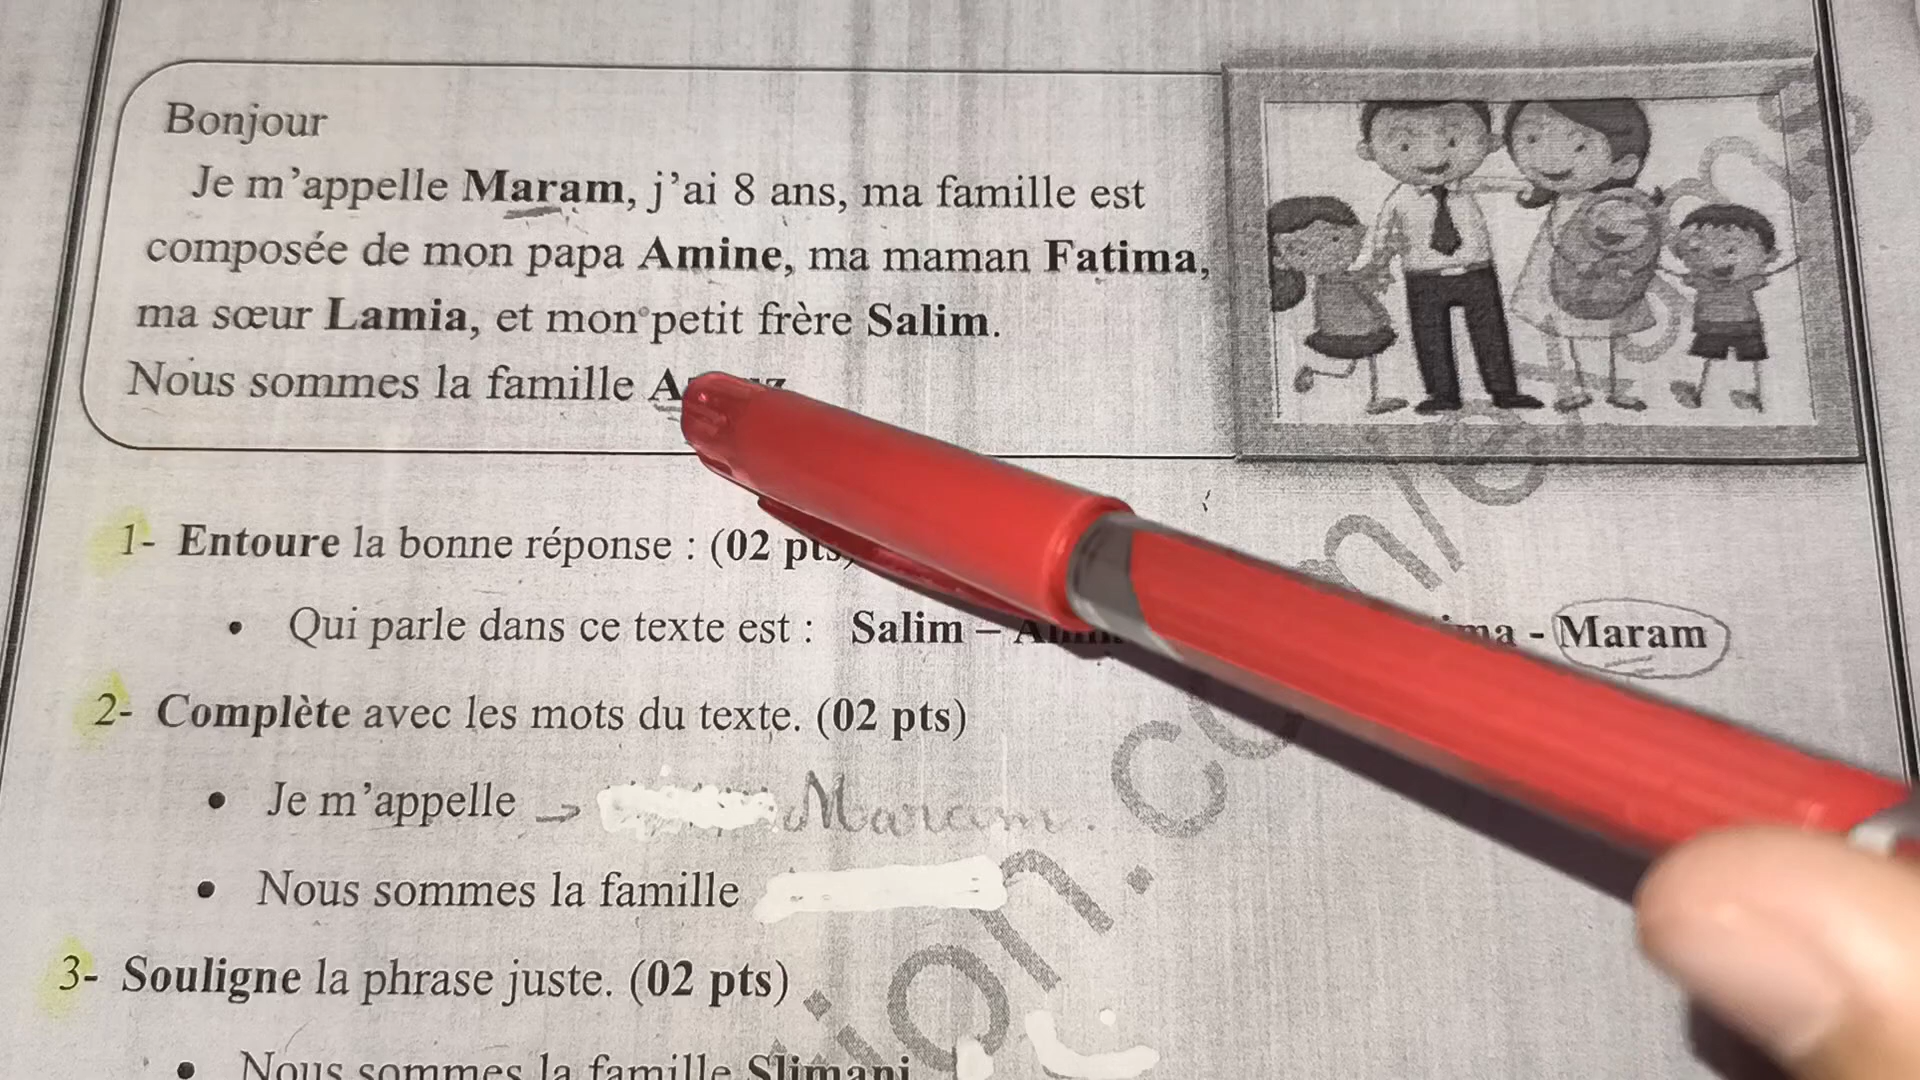 Bonjour
Je m’appelle Maram, j’ai 8 ans, ma famille est
composée de mon papa Amine, ma maman Fatima,
ma sœur Lamia, et mon petit frère Salim.
Nous sommes la famille
1- Entoure la bonne réponse : (02 pts)
• Qui parle dans ce texte est : Salim – - Maram
2- Complète avec les mots du texte. (02 pts)
• Je m’appelle → Maram.
• Nous sommes la famille
3- Souligne la phrase juste. (02 pts)
• Nous sommes la famille Slimani